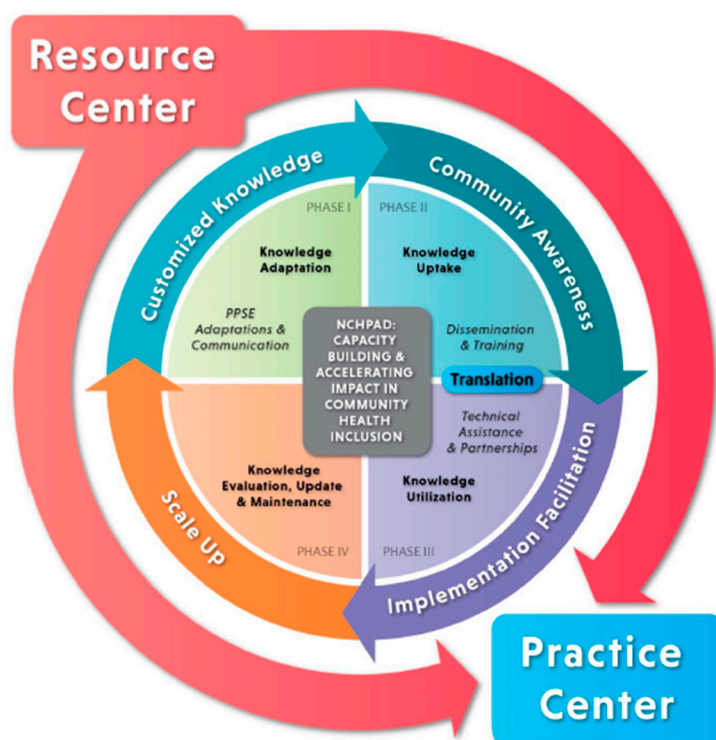 Resource
Center
Customized Knowledge
Community Awareness
PHASE I
PHASE II
Knowledge
Adaptation
Knowledge
Uptake
PPSE
Adaptations &
Communication
Dissemination
& Training
NCHPAD:
CAPACITY
BUILDING &
ACCELERATING
IMPACT IN
COMMUNITY
HEALTH
INCLUSION
Translation
Technical
Assistance
& Partnerships
Knowledge
Evaluation, Update
& Maintenance
Knowledge
Utilization
PHASE IV
PHASE III
Scale Up
Implementation Facilitation
Practice
Center